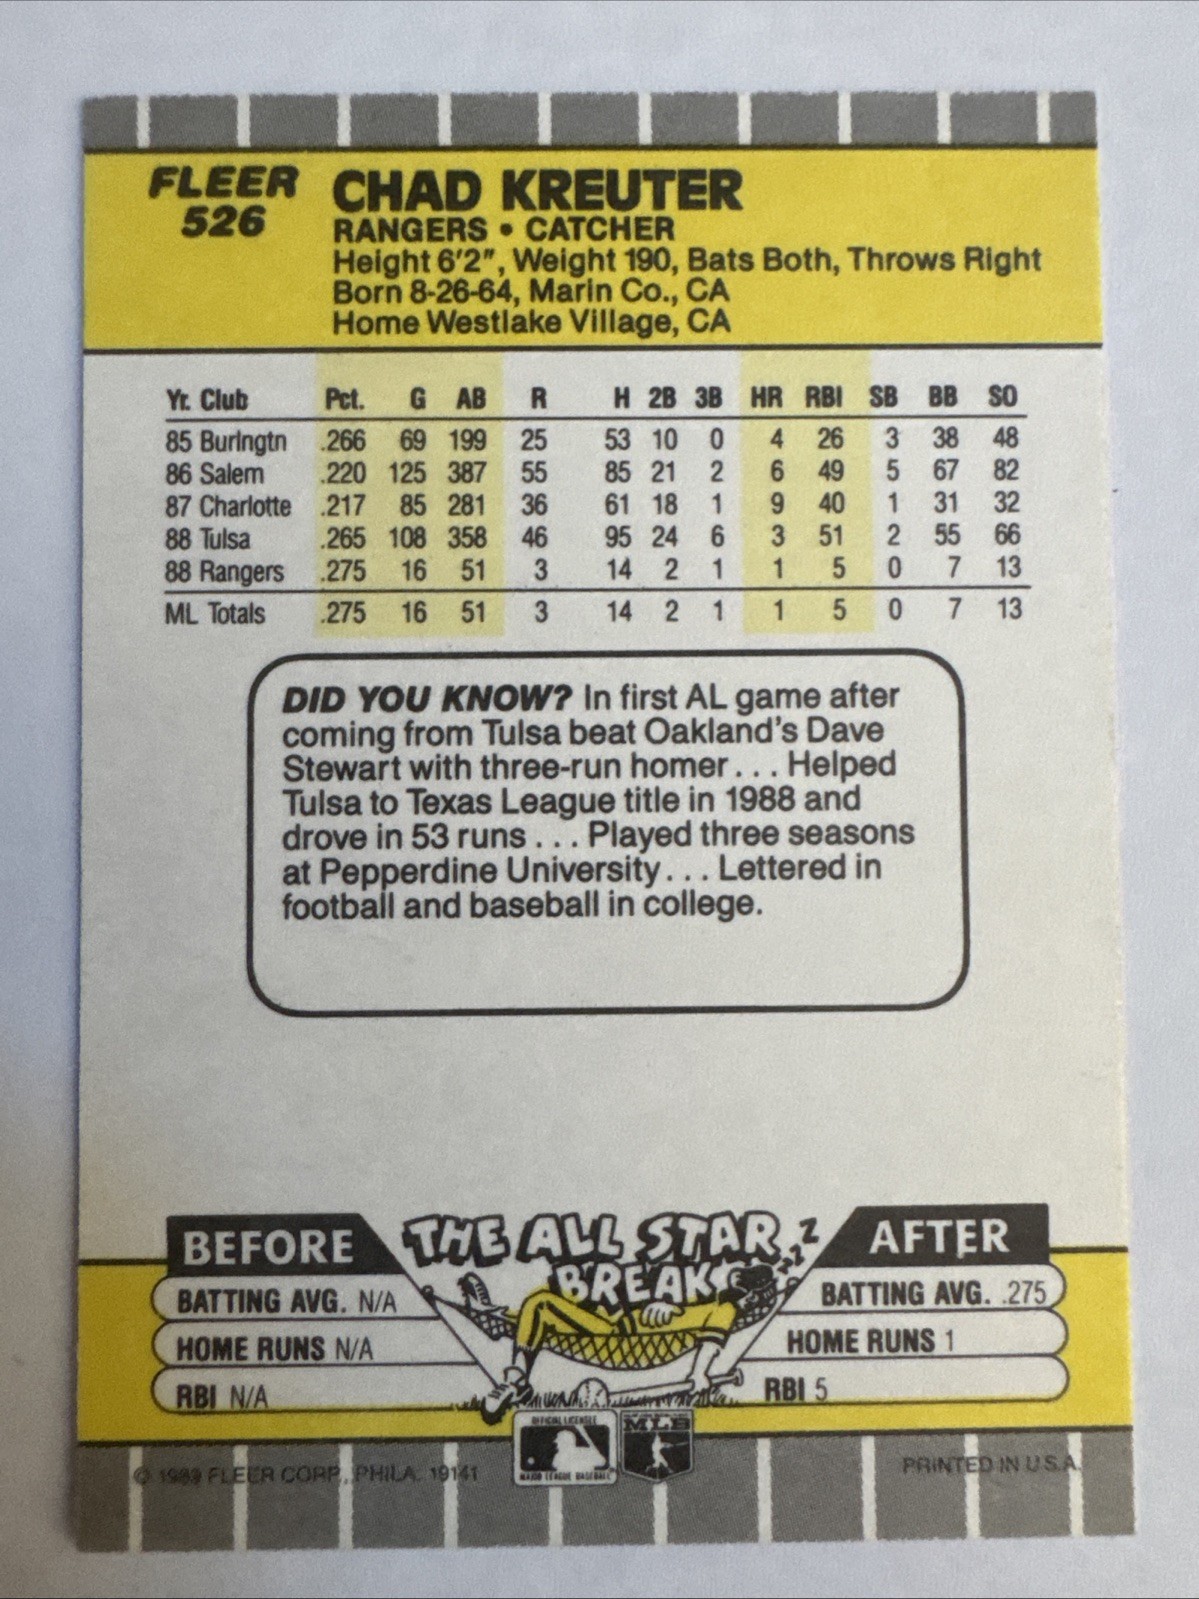 FLEER
526
CHAD KREUTER
RANGERS • CATCHER
Height 6'2", Weight 190, Bats Both, Throws Right
Born 8-26-64, Marin Co., CA
Home Westlake Village, CA
Yr. Club Pct. G AB R H 2B 3B HR RBI SB BB SO
85 Burlngtn .266 69 199 25 53 10 0 4 26 3 38 48
86 Salem .220 125 387 55 85 21 2 6 49 5 67 82
87 Charlotte .217 85 281 36 61 18 1 9 40 1 31 32
88 Tulsa .265 108 358 46 95 24 6 3 51 2 55 66
88 Rangers .275 16 51 3 14 2 1 1 5 0 7 13
ML Totals .275 16 51 3 14 2 1 1 5 0 7 13
DID YOU KNOW? In first AL game after
coming from Tulsa beat Oakland's Dave
Stewart with three-run homer . . . Helped
Tulsa to Texas League title in 1988 and
drove in 53 runs . . . Played three seasons
at Pepperdine University . . . Lettered in
football and baseball in college.
THE ALL STAR
BREAK
Z Z Z Z
BEFORE
BATTING AVG. N/A
HOME RUNS N/A
RBI N/A
AFTER
BATTING AVG. .275
HOME RUNS 1
RBI 5
OFFICIAL LICENSEE
MAJOR LEAGUE BASEBALL
MLB
© 1989 FLEER CORP., PHILA. 19141
PRINTED IN U.S.A.